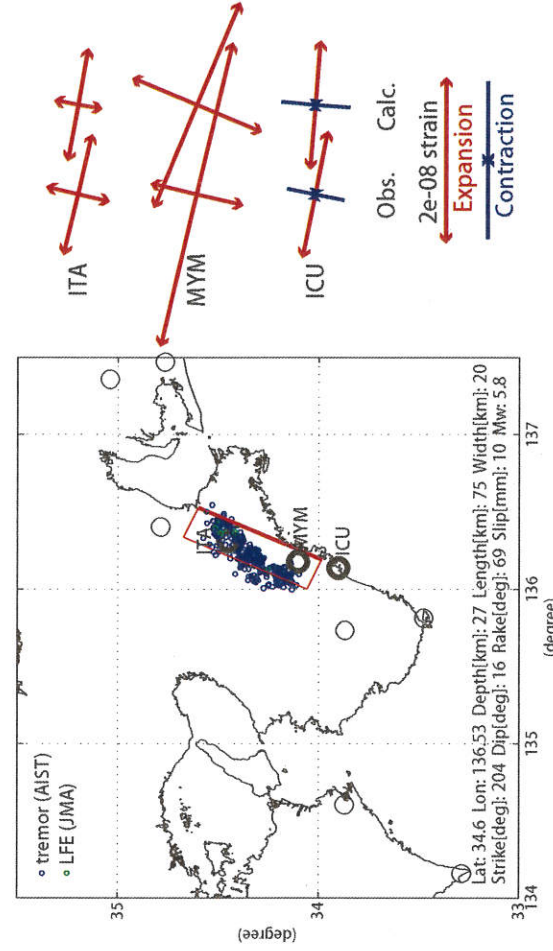 tremor (AIST)
LFE (JMA)
(degree)
35
34
33
134
135
136
137
(degree)
ITA
MYM
ICU
Lat: 34.6 Lon: 136.53 Depth[km]: 27 Length[km]: 75 Width[km]: 20
Strike[deg]: 204 Dip[deg]: 16 Rake[deg]: 69 Slip[mm]: 10 Mw: 5.8
ITA
MYM
ICU
Obs. Calc.
2e-08 strain
Expansion
Contraction